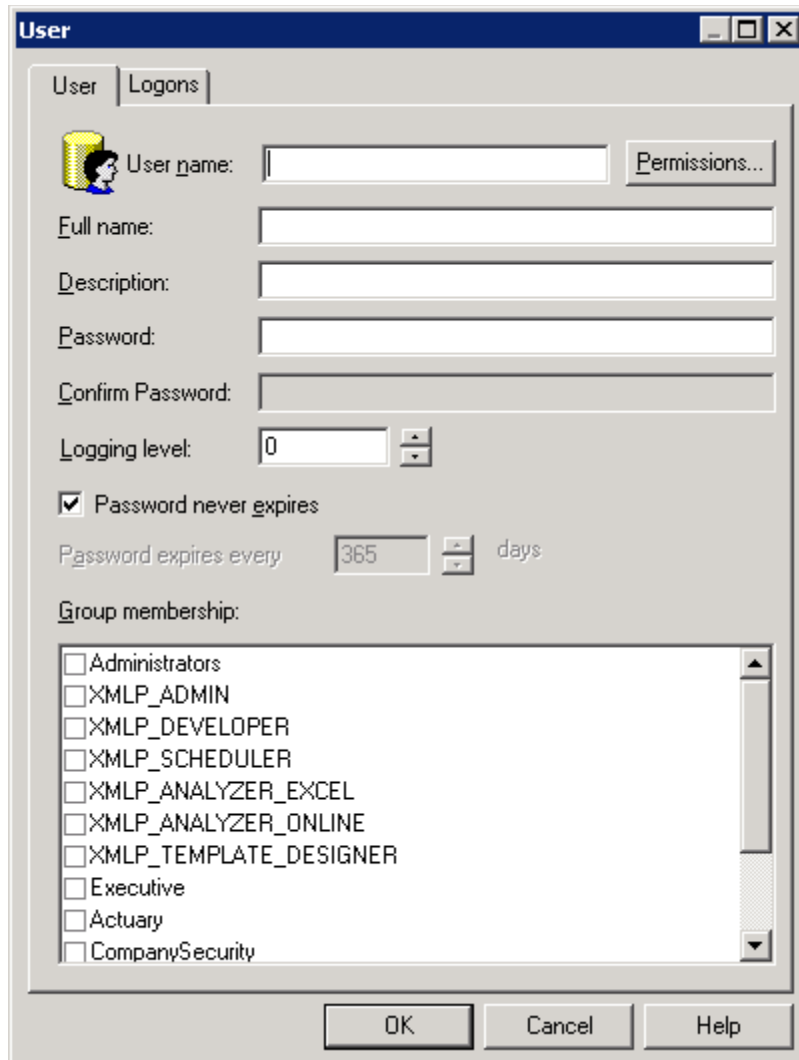 User
User Logons
User name: Permissions...
Full name:
Description:
Password:
Confirm Password:
Logging level: 0
Password never expires
Password expires every 365 days
Group membership:
Administrators
XMLP_ADMIN
XMLP_DEVELOPER
XMLP_SCHEDULER
XMLP_ANALYZER_EXCEL
XMLP_ANALYZER_ONLINE
XMLP_TEMPLATE_DESIGNER
Executive
Actuary
CompanySecurity
OK Cancel Help